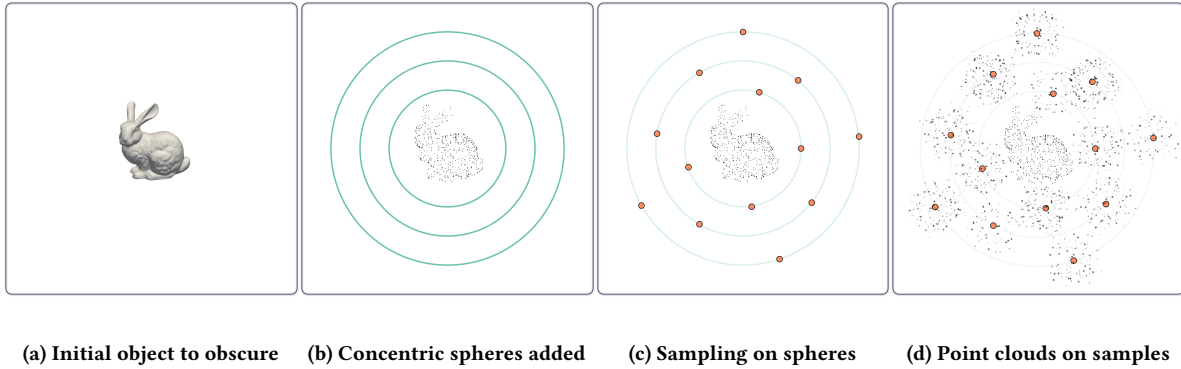 (a) Initial object to obscure
(b) Concentric spheres added
(c) Sampling on spheres
(d) Point clouds on samples